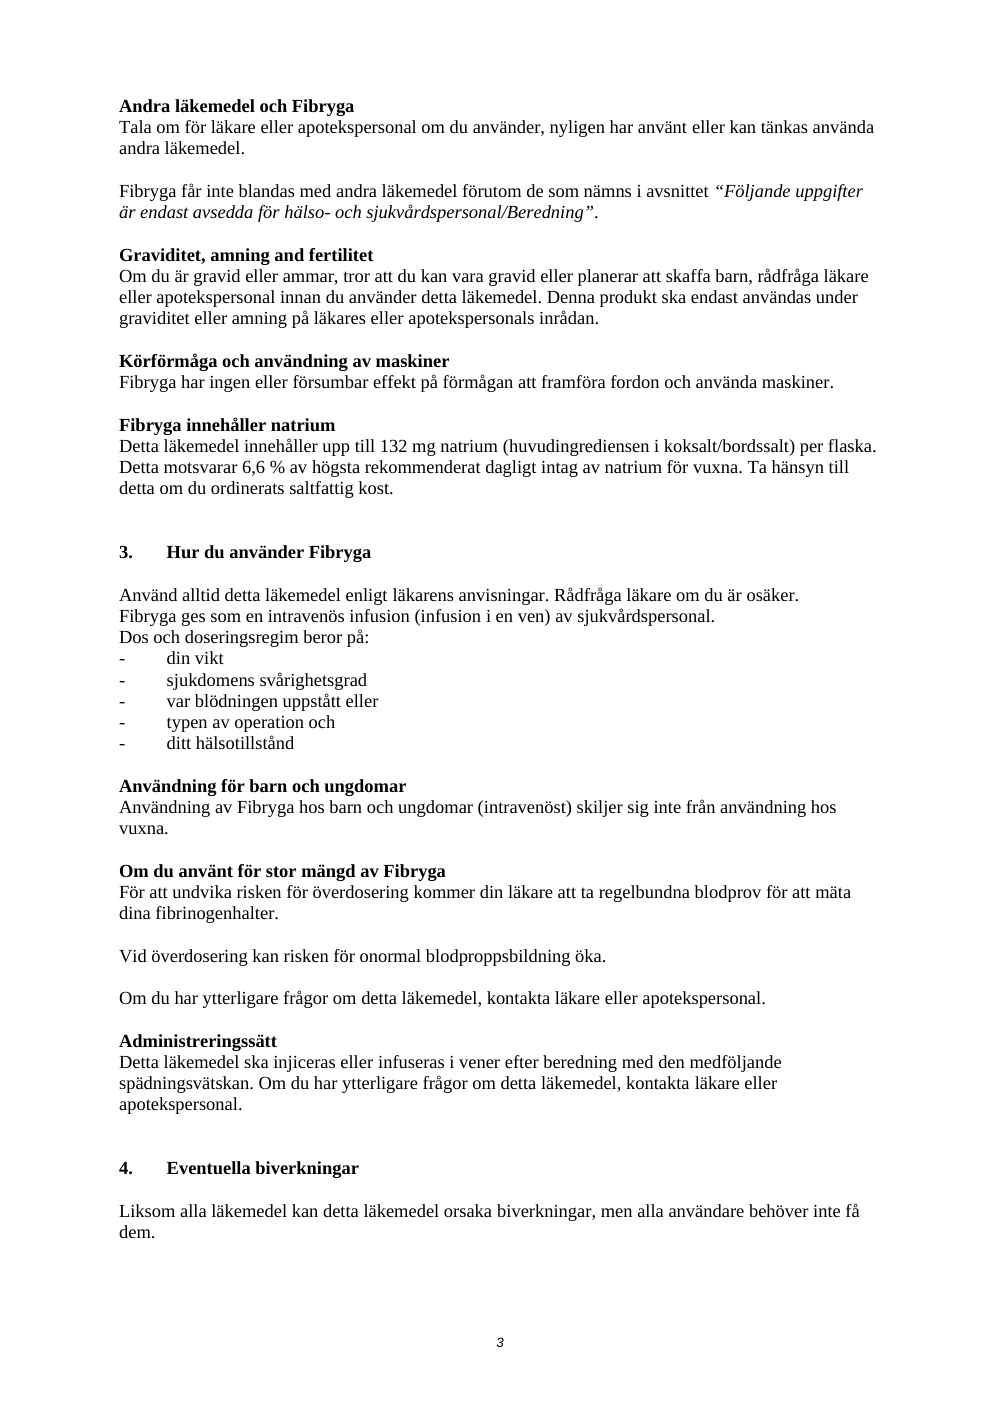 Andra läkemedel och Fibryga
Tala om för läkare eller apotekspersonal om du använder, nyligen har använt eller kan tänkas använda
andra läkemedel.
Fibryga får inte blandas med andra läkemedel förutom de som nämns i avsnittet “Följande uppgifter
är endast avsedda för hälso- och sjukvårdspersonal/Beredning”.
Graviditet, amning and fertilitet
Om du är gravid eller ammar, tror att du kan vara gravid eller planerar att skaffa barn, rådfråga läkare
eller apotekspersonal innan du använder detta läkemedel. Denna produkt ska endast användas under
graviditet eller amning på läkares eller apotekspersonals inrådan.
Körförmåga och användning av maskiner
Fibryga har ingen eller försumbar effekt på förmågan att framföra fordon och använda maskiner.
Fibryga innehåller natrium
Detta läkemedel innehåller upp till 132 mg natrium (huvudingrediensen i koksalt/bordssalt) per flaska.
Detta motsvarar 6,6 % av högsta rekommenderat dagligt intag av natrium för vuxna. Ta hänsyn till
detta om du ordinerats saltfattig kost.
3. Hur du använder Fibryga
Använd alltid detta läkemedel enligt läkarens anvisningar. Rådfråga läkare om du är osäker.
Fibryga ges som en intravenös infusion (infusion i en ven) av sjukvårdspersonal.
Dos och doseringsregim beror på:
- din vikt
- sjukdomens svårighetsgrad
- var blödningen uppstått eller
- typen av operation och
- ditt hälsotillstånd
Användning för barn och ungdomar
Användning av Fibryga hos barn och ungdomar (intravenöst) skiljer sig inte från användning hos
vuxna.
Om du använt för stor mängd av Fibryga
För att undvika risken för överdosering kommer din läkare att ta regelbundna blodprov för att mäta
dina fibrinogenhalter.
Vid överdosering kan risken för onormal blodproppsbildning öka.
Om du har ytterligare frågor om detta läkemedel, kontakta läkare eller apotekspersonal.
Administreringssätt
Detta läkemedel ska injiceras eller infuseras i vener efter beredning med den medföljande
spädningsvätskan. Om du har ytterligare frågor om detta läkemedel, kontakta läkare eller
apotekspersonal.
4. Eventuella biverkningar
Liksom alla läkemedel kan detta läkemedel orsaka biverkningar, men alla användare behöver inte få
dem.
3